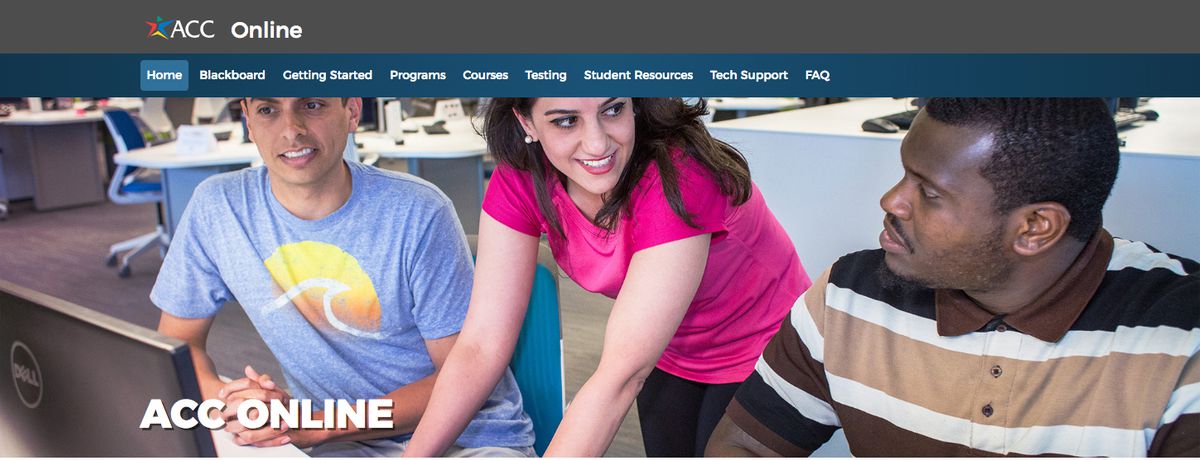 ACC Online
Home Blackboard Getting Started Programs Courses Testing Student Resources Tech Support FAQ
DELL
ACC ONLINE